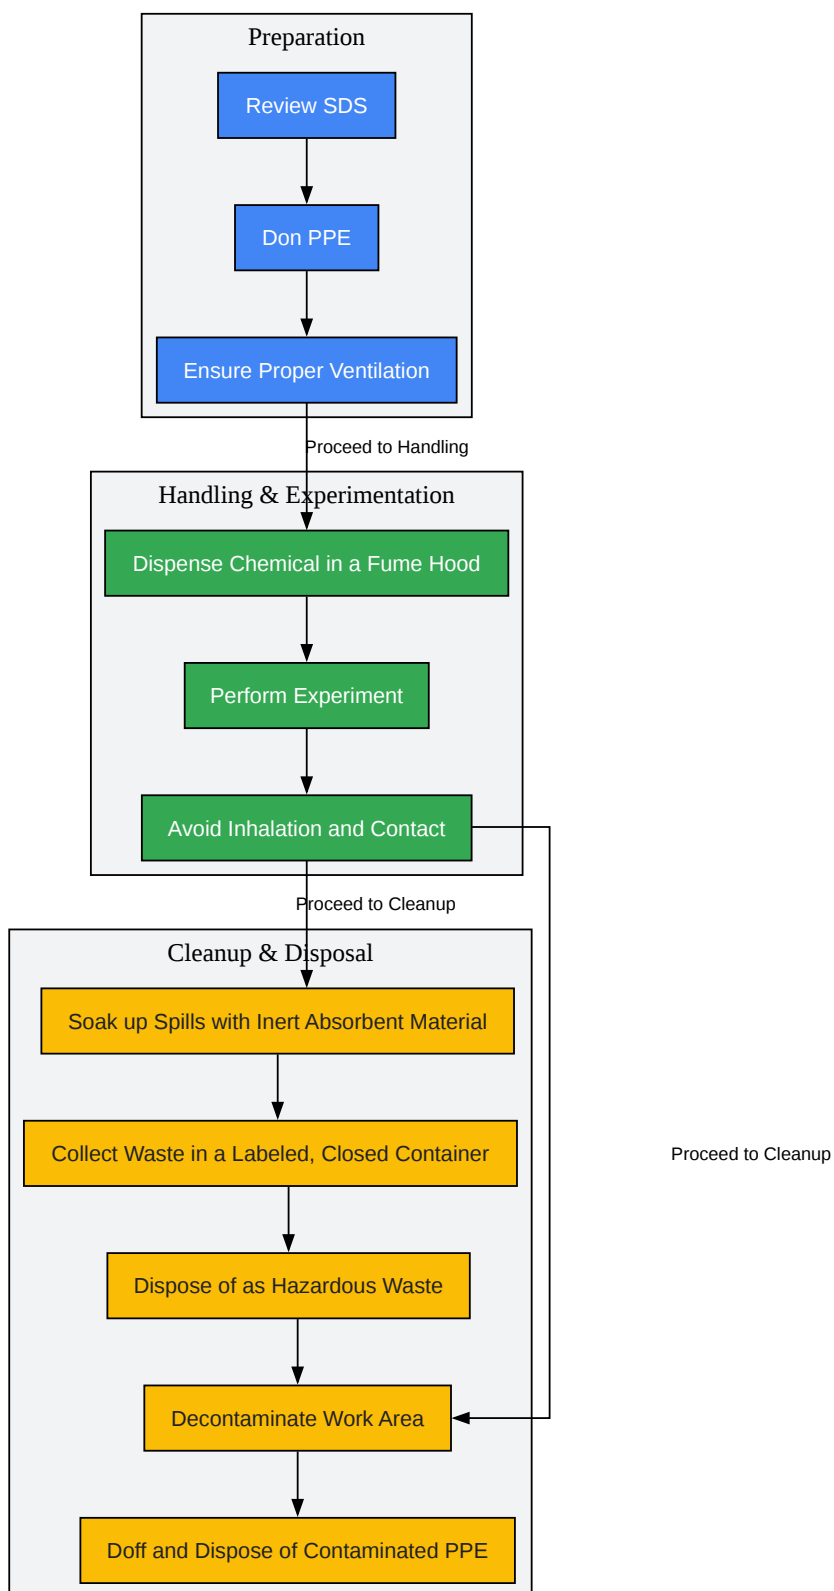 Preparation
Review SDS
Don PPE
Ensure Proper Ventilation
Proceed to Handling
Handling & Experimentation
Dispense Chemical in a Fume Hood
Perform Experiment
Avoid Inhalation and Contact
Proceed to Cleanup
Cleanup & Disposal
Soak up Spills with Inert Absorbent Material
Collect Waste in a Labeled, Closed Container
Proceed to Cleanup
Dispose of as Hazardous Waste
Decontaminate Work Area
Doff and Dispose of Contaminated PPE